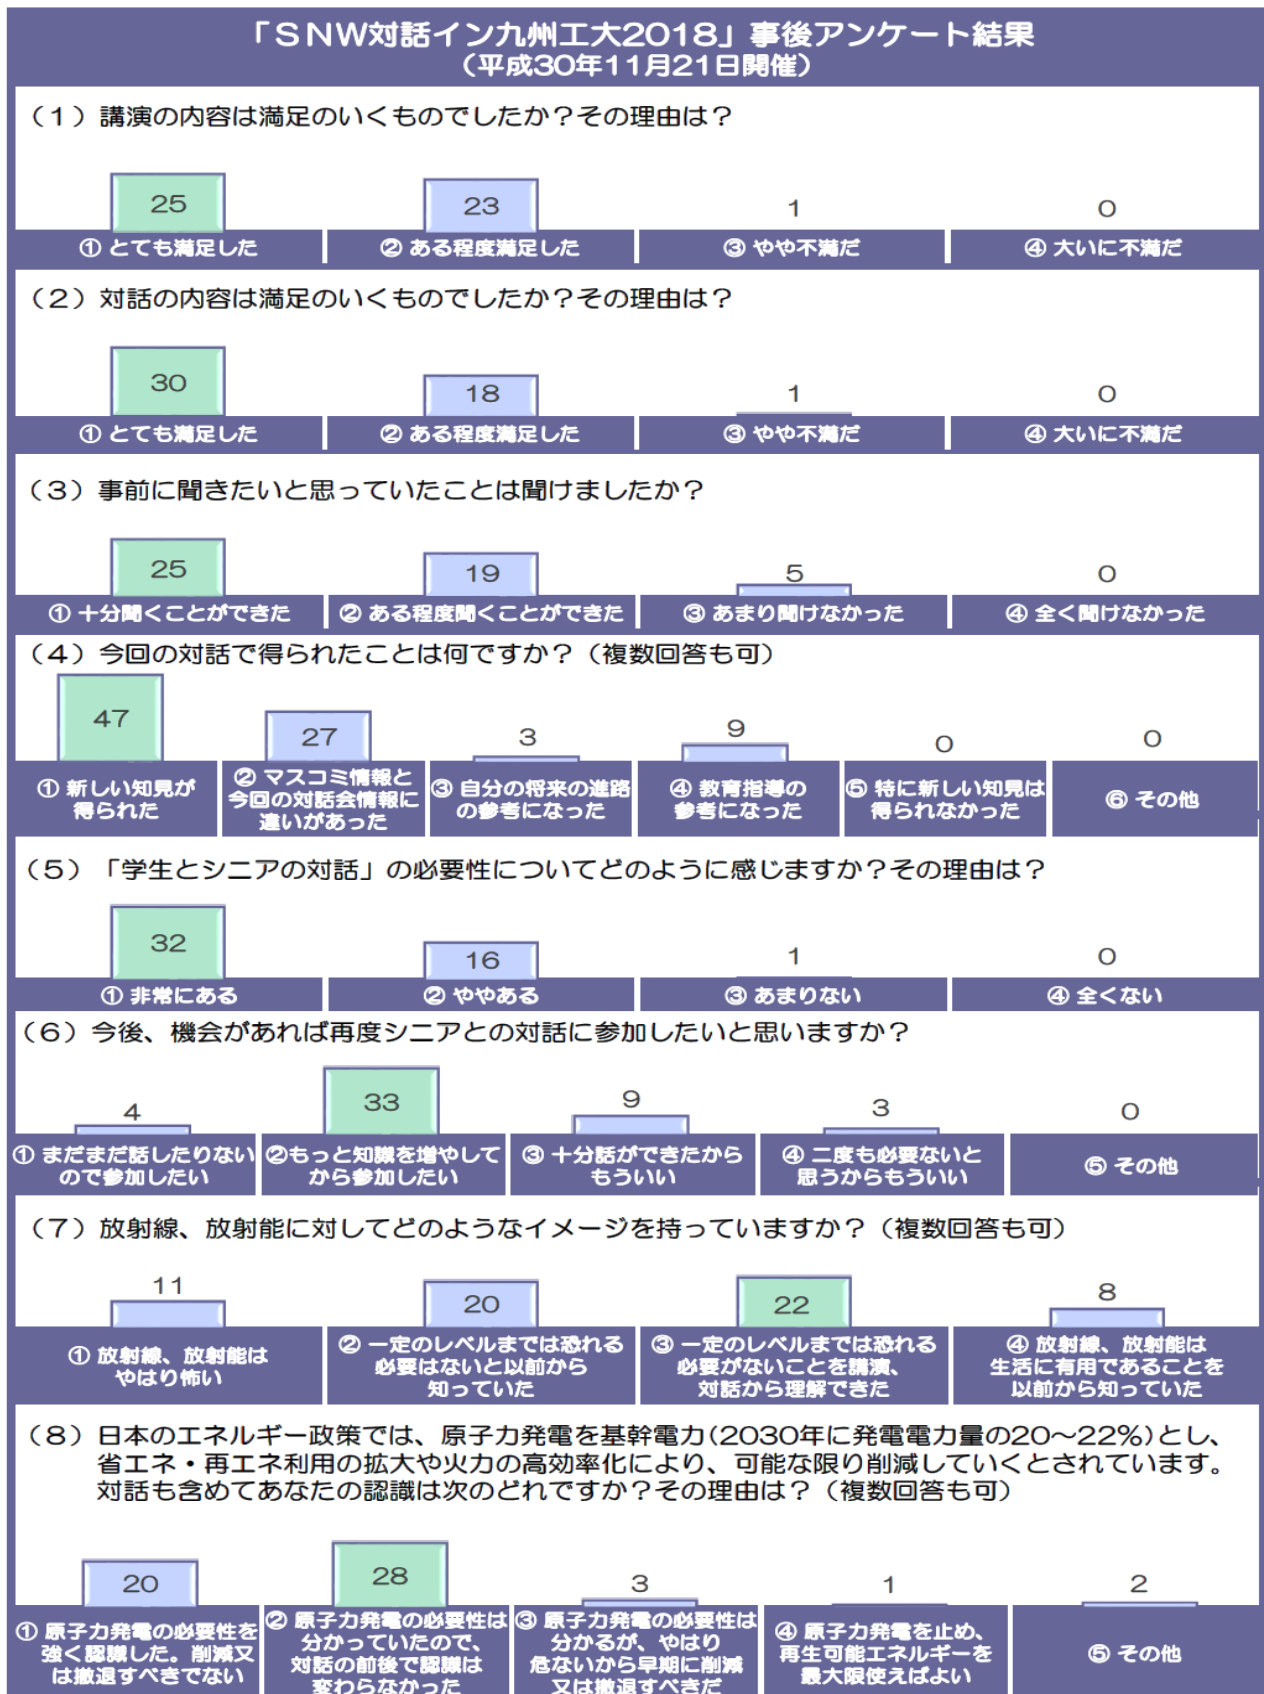 「SNW対話イン九州工大2018」事後アンケート結果
（平成30年11月21日開催）
（1）講演の内容は満足のいくものでしたか？その理由は？
25
23
1
0
① とても満足した
② ある程度満足した
③ やや不満だ
④ 大いに不満だ
（2）対話の内容は満足のいくものでしたか？その理由は？
30
18
1
0
① とても満足した
② ある程度満足した
③ やや不満だ
④ 大いに不満だ
（3）事前に聞きたいと思っていたことは聞けましたか？
25
19
5
0
① 十分聞くことができた
② ある程度聞くことができた
③ あまり聞けなかった
④ 全く聞けなかった
（4）今回の対話で得られたことは何ですか？（複数回答も可）
47
27
3
9
0
0
① 新しい知見が
得られた
② マスコミ情報と
今回の対話会情報に
違いがあった
③ 自分の将来の進路
の参考になった
④ 教育指導の
参考になった
⑤ 特に新しい知見は
得られなかった
⑥ その他
（5）「学生とシニアの対話」の必要性についてどのように感じますか？その理由は？
32
16
1
0
① 非常にある
② ややある
③ あまりない
④ 全くない
（6）今後、機会があれば再度シニアとの対話に参加したいと思いますか？
4
33
9
3
0
① まだまだ話したりない
ので参加したい
②もっと知識を増やして
から参加したい
③ 十分話ができたから
もういい
④ 二度も必要ないと
思うからもういい
⑤ その他
（7）放射線、放射能に対してどのようなイメージを持っていますか？（複数回答も可）
11
20
22
8
① 放射線、放射能は
やはり怖い
② 一定のレベルまでは恐れる
必要はないと以前から
知っていた
③ 一定のレベルまでは恐れる
必要がないことを講演、
対話から理解できた
④ 放射線、放射能は
生活に有用であることを
以前から知っていた
（8）日本のエネルギー政策では、原子力発電を基幹電力(2030年に発電電力量の20～22%)とし、
省エネ・再エネ利用の拡大や火力の高効率化により、可能な限り削減していくとされています。
対話も含めてあなたの認識は次のどれですか？その理由は？（複数回答も可）
20
28
3
1
2
① 原子力発電の必要性を
強く認識した。削減又
は撤退すべきでない
② 原子力発電の必要性は
分かっていたので、
対話の前後で認識は
変わらなかった
③ 原子力発電の必要性は
分かるが、やはり
危ないから早期に削減
又は撤退すべきだ
④ 原子力発電を止め、
再生可能エネルギーを
最大限使えばよい
⑤ その他